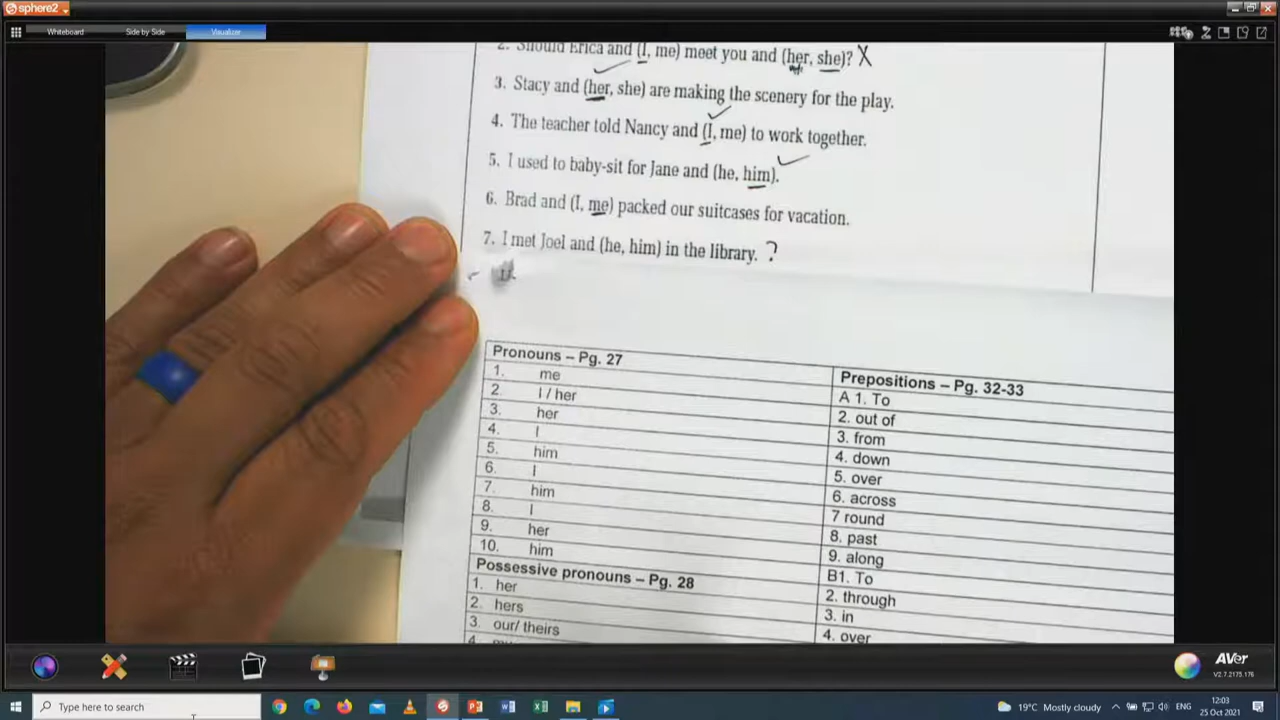 sphere2
Whiteboard
Side by Side
Visualizer
2. Should Erica and (I, me) meet you and (her, she)? X
3. Stacy and (her, she) are making the scenery for the play.
4. The teacher told Nancy and (I, me) to work together.
5. I used to baby-sit for Jane and (he, him).
6. Brad and (I, me) packed our suitcases for vacation.
7. I met Joel and (he, him) in the library. ?
Pronouns – Pg. 27
1. me
2. I / her
3. her
4. I
5. him
6. I
7. him
8. I
9. her
10. him
Possessive pronouns – Pg. 28
1. her
2. hers
3. our/ theirs
4.
Prepositions – Pg. 32-33
A 1. To
2. out of
3. from
4. down
5. over
6. across
7 round
8. past
9. along
B1. To
2. through
3. in
4. over
AVer
V2.7.2175.176
Type here to search
19°C Mostly cloudy
12:03
25 Oct 2021